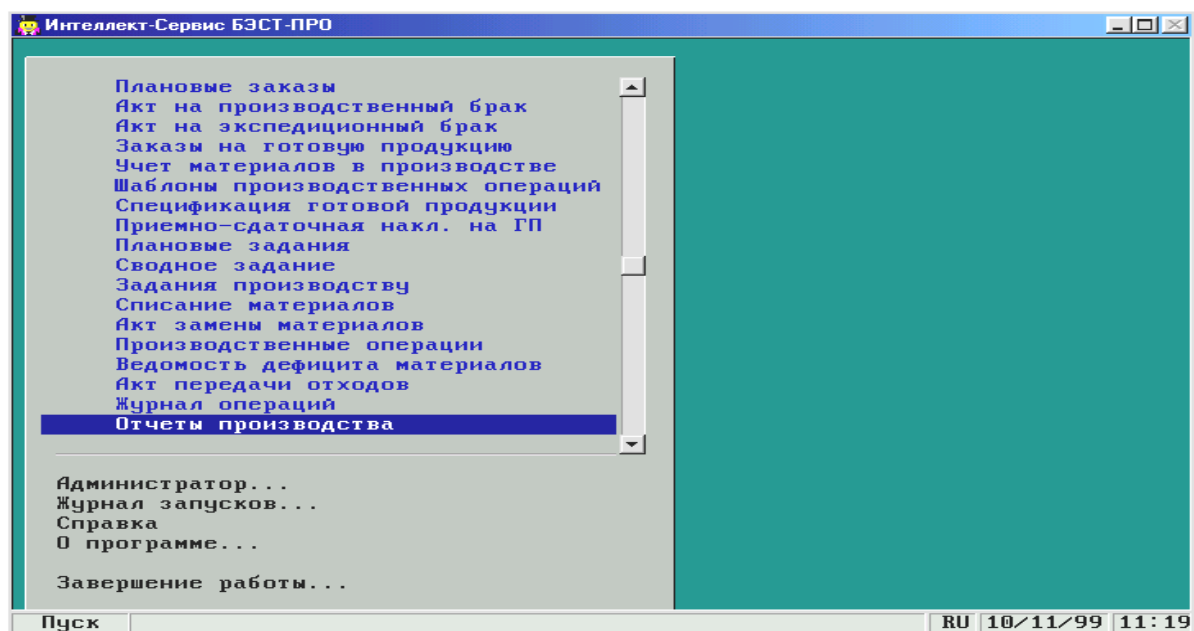 Интеллект-Сервис БЭСТ-ПРО
Плановые заказы
Акт на производственный брак
Акт на экспедиционный брак
Заказы на готовую продукцию
Учет материалов в производстве
Шаблоны производственных операций
Спецификация готовой продукции
Приемно-сдаточная накл. на ГП
Плановые задания
Сводное задание
Задания производству
Списание материалов
Акт замены материалов
Производственные операции
Ведомость дефицита материалов
Акт передачи отходов
Журнал операций
Отчеты производства
Администратор...
Журнал запусков...
Справка
О программе...
Завершение работы...
Пуск RU 10/11/99 11:19